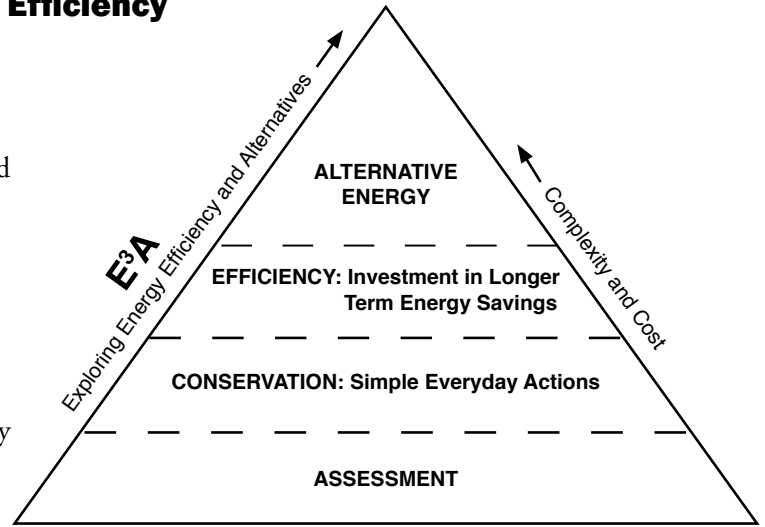 Efficiency
d
y
E³A
Exploring Energy Efficiency and Alternatives
Complexity and Cost
ALTERNATIVE
ENERGY
EFFICIENCY: Investment in Longer
Term Energy Savings
CONSERVATION: Simple Everyday Actions
ASSESSMENT